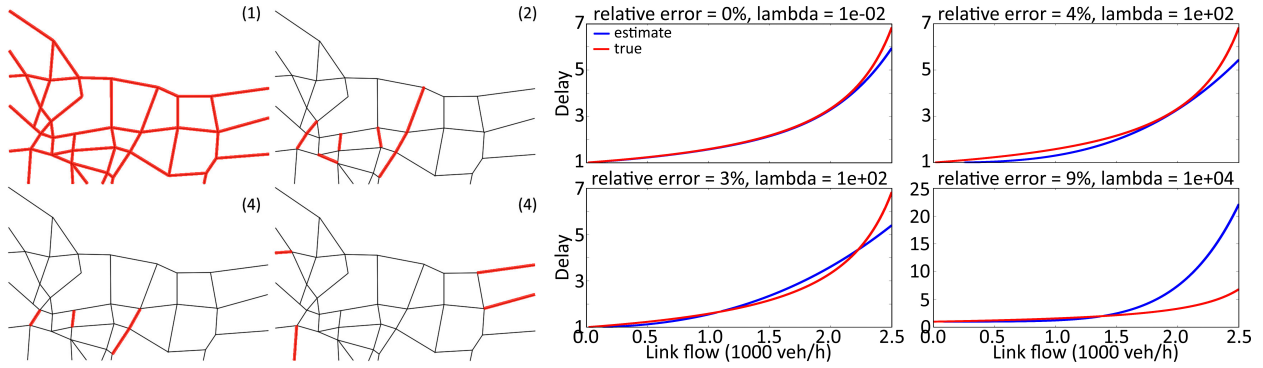 (1)
(2)
(4)
(4)
relative error = 0%, lambda = 1e-02
7
5
3
1
Delay
estimate
true
relative error = 4%, lambda = 1e+02
7
5
3
1
relative error = 3%, lambda = 1e+02
7
5
3
1
Delay
0.0 0.5 1.0 1.5 2.0 2.5
Link flow (1000 veh/h)
relative error = 9%, lambda = 1e+04
25
20
15
10
5
0
0.0 0.5 1.0 1.5 2.0 2.5
Link flow (1000 veh/h)